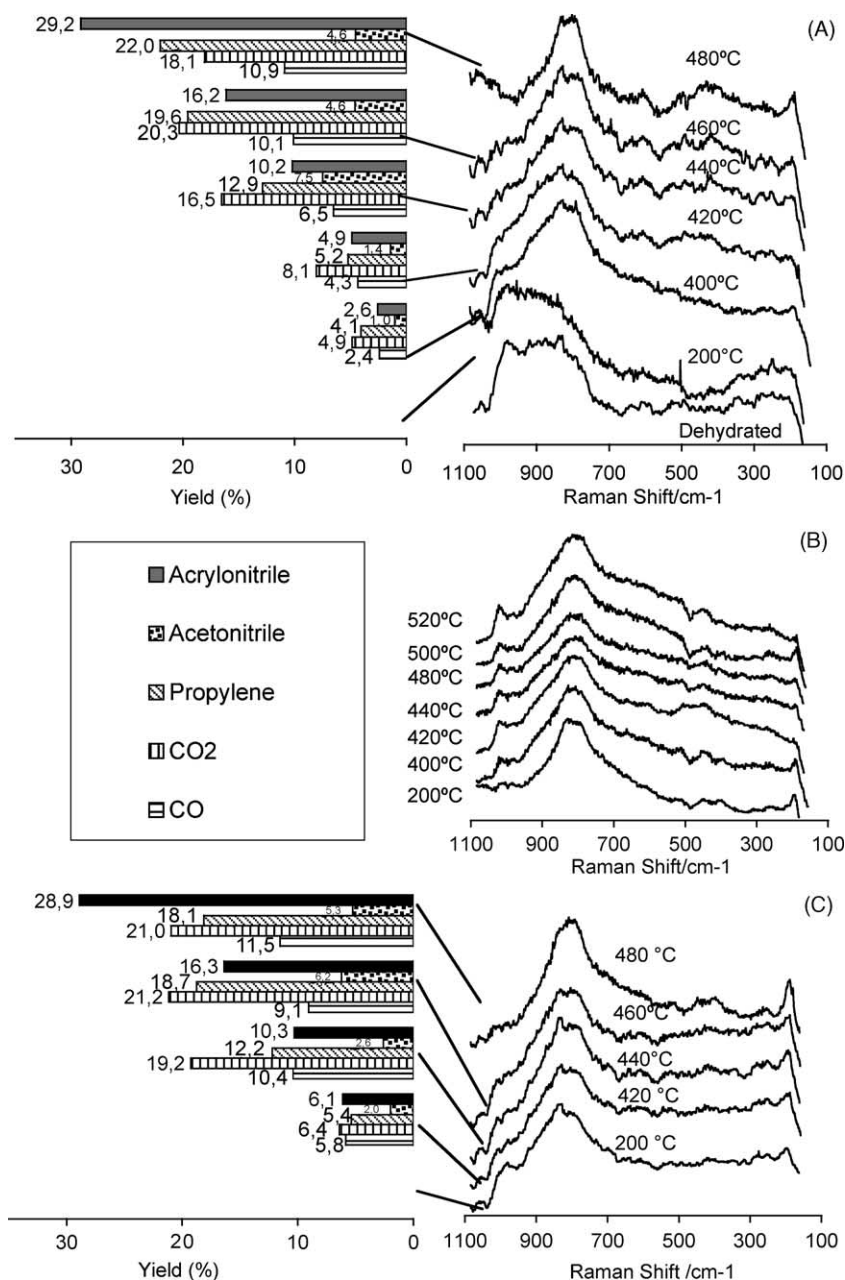 (A)
29,2
4,6
22,0
18,1
10,9
16,2
4,6
19,6
20,3
10,1
10,2
7,5
12,9
16,5
6,5
4,9
1,4
5,2
8,1
4,3
2,6
1,0
4,1
4,9
2,4
30 20 10 0
Yield (%)
480ºC
460ºC
440ºC
420ºC
400ºC
200ºC
Dehydrated
1100 900 700 500 300 100
Raman Shift/cm-1
Acrylonitrile
Acetonitrile
Propylene
CO2
CO
(B)
520ºC
500ºC
480ºC
440ºC
420ºC
400ºC
200ºC
1100 900 700 500 300 100
Raman Shift/cm-1
(C)
28,9
5,3
18,1
21,0
11,5
16,3
6,2
18,7
21,2
9,1
10,3
2,6
12,2
19,2
10,4
6,1
2,0
5,4
6,4
5,8
30 20 10 0
Yield (%)
480 °C
460°C
440°C
420 °C
200 °C
1100 900 700 500 300 100
Raman Shift /cm-1